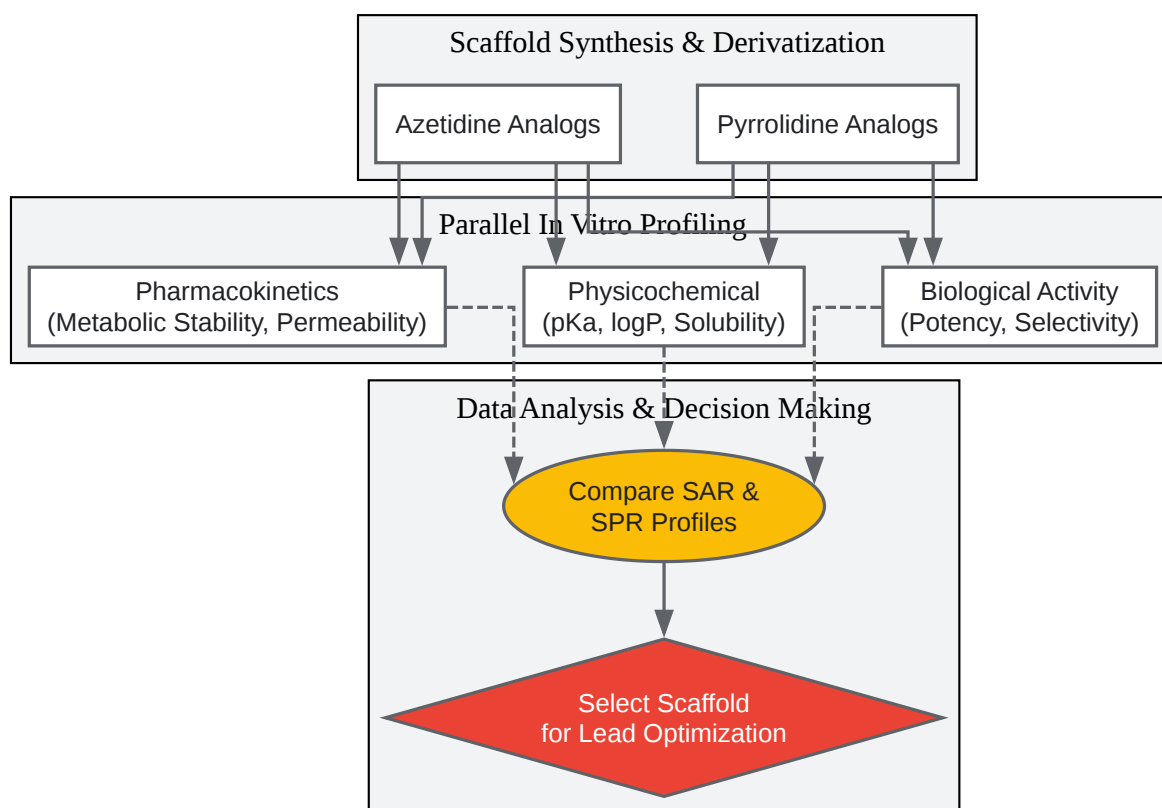 Scaffold Synthesis & Derivatization
Azetidine Analogs
Pyrrolidine Analogs
Parallel In Vitro Profiling
Pharmacokinetics
(Metabolic Stability, Permeability)
Physicochemical
(pKa, logP, Solubility)
Biological Activity
(Potency, Selectivity)
Data Analysis & Decision Making
Compare SAR &
SPR Profiles
Select Scaffold
for Lead Optimization